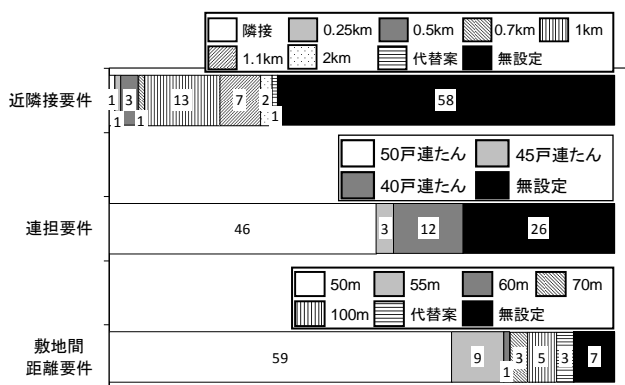 隣接 0.25km 0.5km 0.7km 1km
1.1km 2km 代替案 無設定
近隣接要件
1 3 13 7 2 58
1 1 1
50戸連たん 45戸連たん
40戸連たん 無設定
連担要件
46 3 12 26
50m 55m 60m 70m
100m 代替案 無設定
敷地間
距離要件
59 9 3 5 3 7
1